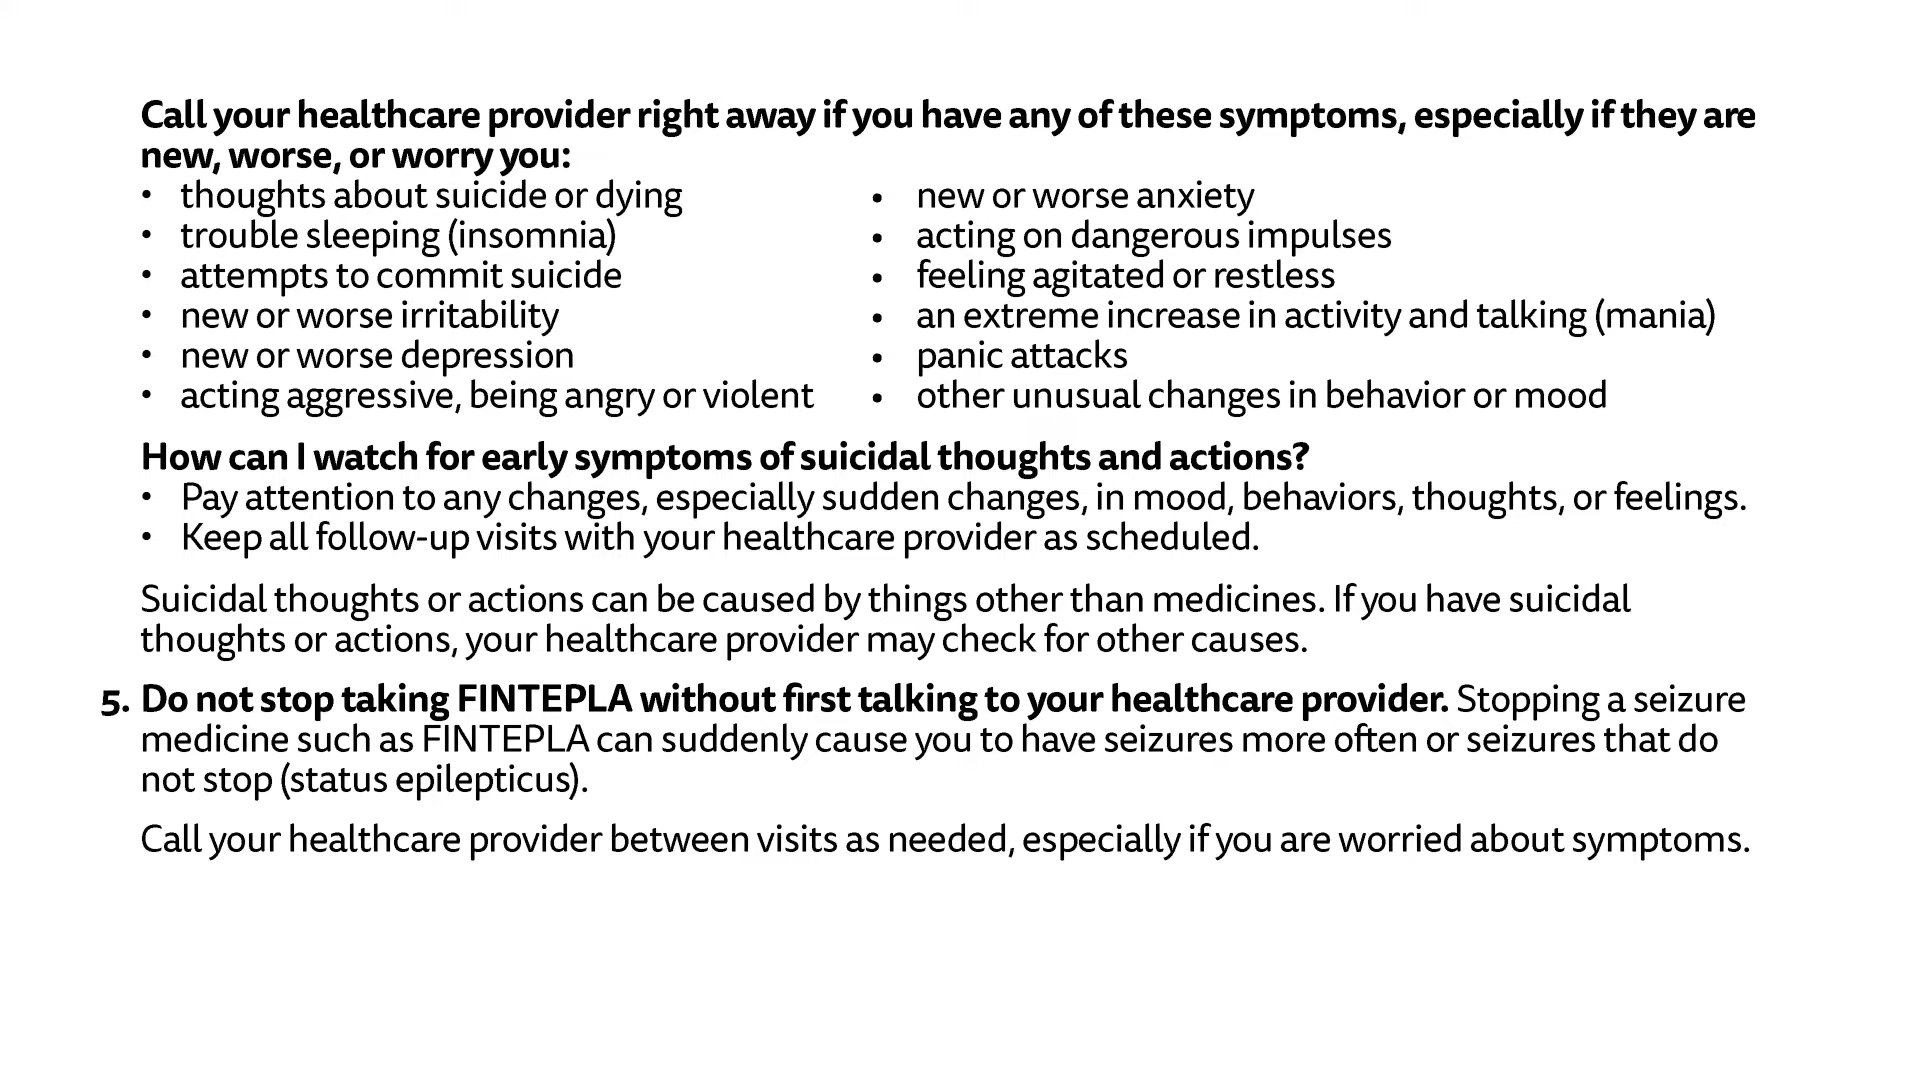 Call your healthcare provider right away if you have any of these symptoms, especially if they are
new, worse, or worry you:
• thoughts about suicide or dying
• trouble sleeping (insomnia)
• attempts to commit suicide
• new or worse irritability
• new or worse depression
• acting aggressive, being angry or violent
• new or worse anxiety
• acting on dangerous impulses
• feeling agitated or restless
• an extreme increase in activity and talking (mania)
• panic attacks
• other unusual changes in behavior or mood
How can I watch for early symptoms of suicidal thoughts and actions?
• Pay attention to any changes, especially sudden changes, in mood, behaviors, thoughts, or feelings.
• Keep all follow-up visits with your healthcare provider as scheduled.
Suicidal thoughts or actions can be caused by things other than medicines. If you have suicidal
thoughts or actions, your healthcare provider may check for other causes.
5. Do not stop taking FINTEPLA without first talking to your healthcare provider. Stopping a seizure
medicine such as FINTEPLA can suddenly cause you to have seizures more often or seizures that do
not stop (status epilepticus).
Call your healthcare provider between visits as needed, especially if you are worried about symptoms.